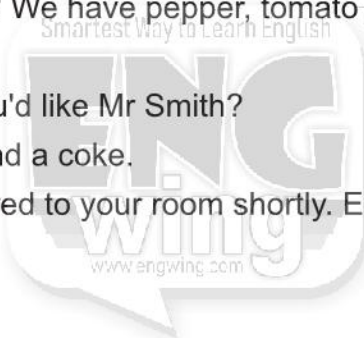 We have pepper, tomato
Smartest Way to Learn English
u'd like Mr Smith?
nd a coke.
ed to your room shortly. E
ENG
wing
www.engwing.com